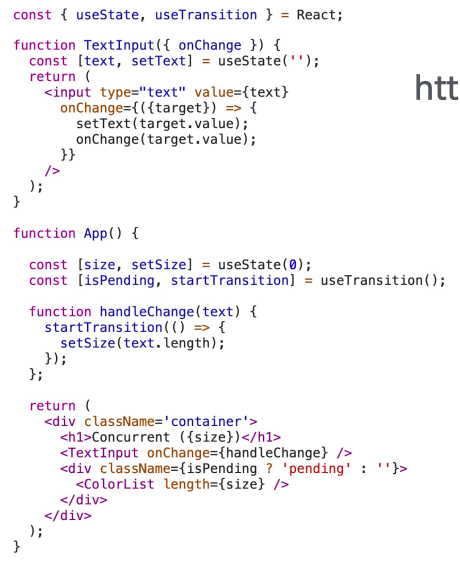 const { useState, useTransition } = React;
function TextInput({ onChange }) {
  const [text, setText] = useState('');
  return (
    <input type="text" value={text}
      onChange={({target}) => {
        setText(target.value);
        onChange(target.value);
      }}
    />
  );
}
htt
function App() {
  const [size, setSize] = useState(0);
  const [isPending, startTransition] = useTransition();
  function handleChange(text) {
    startTransition(() => {
      setSize(text.length);
    });
  };
  return (
    <div className='container'>
      <h1>Concurrent ({size})</h1>
      <TextInput onChange={handleChange} />
      <div className={isPending ? 'pending' : ''}>
        <ColorList length={size} />
      </div>
    </div>
  );
}